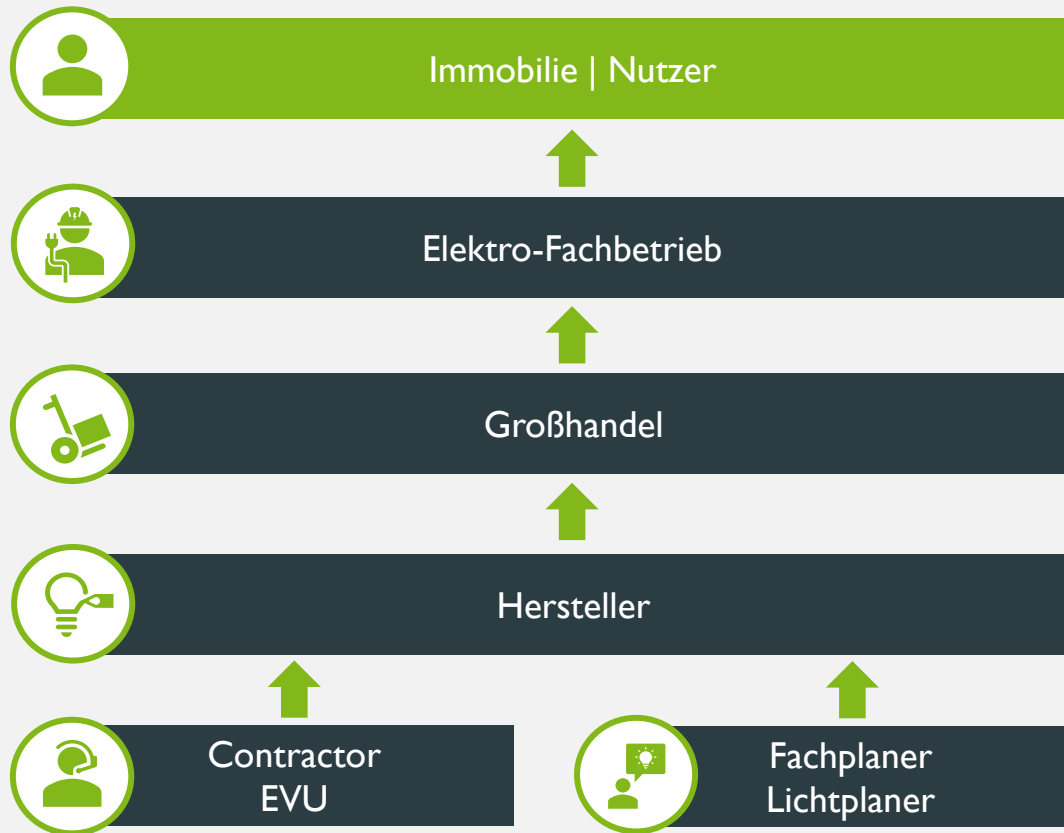 Immobilie | Nutzer
Elektro-Fachbetrieb
Großhandel
Hersteller
Contractor
EVU
Fachplaner
Lichtplaner